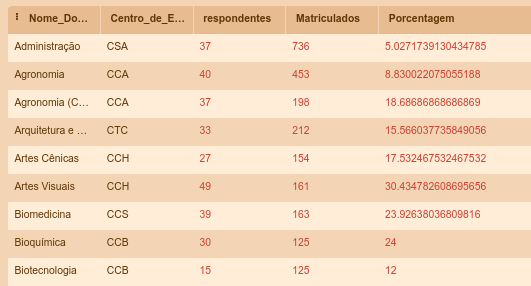 Nome_Do... Centro_de_E... respondentes Matriculados Porcentagem
Administração CSA 37 736 5.0271739130434785
Agronomia CCA 40 453 8.830022075055188
Agronomia (C... CCA 37 198 18.68686868686869
Arquitetura e ... CTC 33 212 15.566037735849056
Artes Cênicas CCH 27 154 17.532467532467532
Artes Visuais CCH 49 161 30.434782608695656
Biomedicina CCS 39 163 23.92638036809816
Bioquímica CCB 30 125 24
Biotecnologia CCB 15 125 12